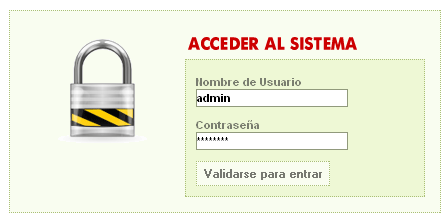 ACCEDER AL SISTEMA
Nombre de Usuario
admin
Contraseña
********
Validarse para entrar